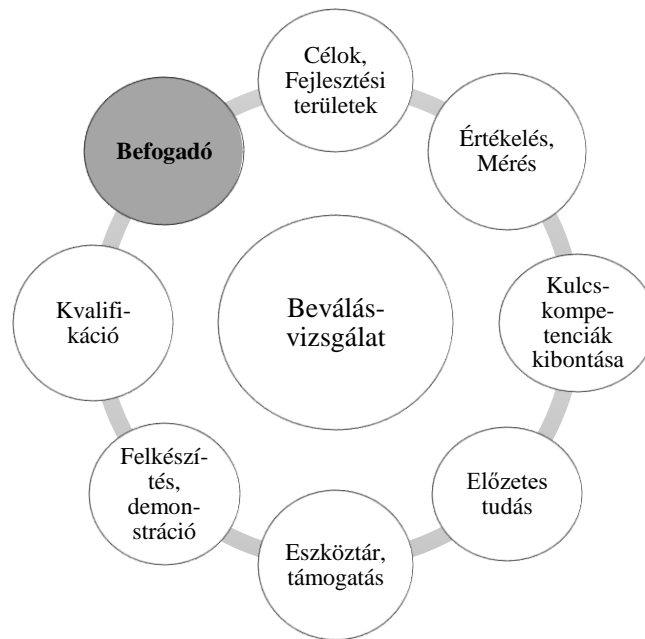 Célok,
Fejlesztési
területek
Értékelés,
Mérés
Kulcs-
kompe-
tenciák
kibontása
Előzetes
tudás
Eszköztár,
támogatás
Felkészí-
tés,
demon-
stráció
Kvalifi-
káció
Befogadó
Beválás-
vizsgálat